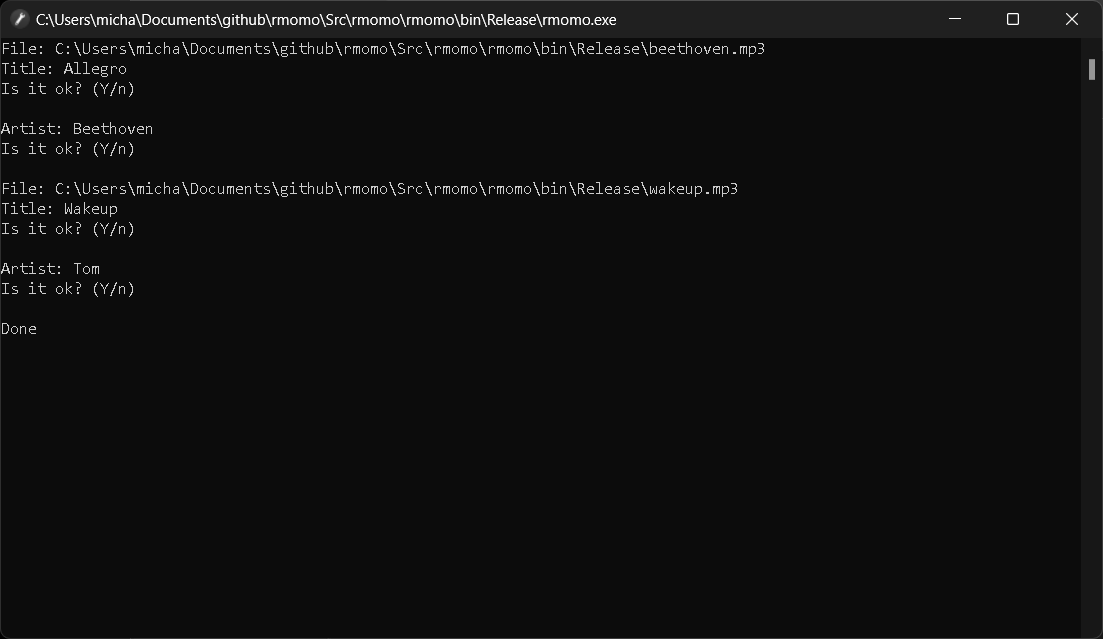 C:\Users\micha\Documents\github\rmomo\Src\rmomo\rmomo\bin\Release\rmomo.exe
File: C:\Users\micha\Documents\github\rmomo\Src\rmomo\rmomo\bin\Release\beethoven.mp3
Title: Allegro
Is it ok? (Y/n)
Artist: Beethoven
Is it ok? (Y/n)
File: C:\Users\micha\Documents\github\rmomo\Src\rmomo\rmomo\bin\Release\wakeup.mp3
Title: Wakeup
Is it ok? (Y/n)
Artist: Tom
Is it ok? (Y/n)
Done